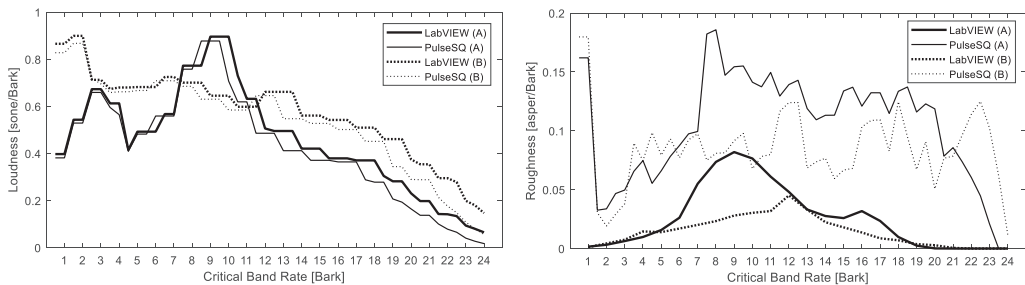 1
0.8
0.6
0.4
0.2
0
Loudness [sone/Bark]
1 2 3 4 5 6 7 8 9 10 11 12 13 14 15 16 17 18 19 20 21 22 23 24
Critical Band Rate [Bark]
LabVIEW (A)
PulseSQ (A)
LabVIEW (B)
PulseSQ (B)
0.2
0.15
0.1
0.05
0
Roughness [asper/Bark]
1 2 3 4 5 6 7 8 9 10 11 12 13 14 15 16 17 18 19 20 21 22 23 24
Critical Band Rate [Bark]
LabVIEW (A)
PulseSQ (A)
LabVIEW (B)
PulseSQ (B)